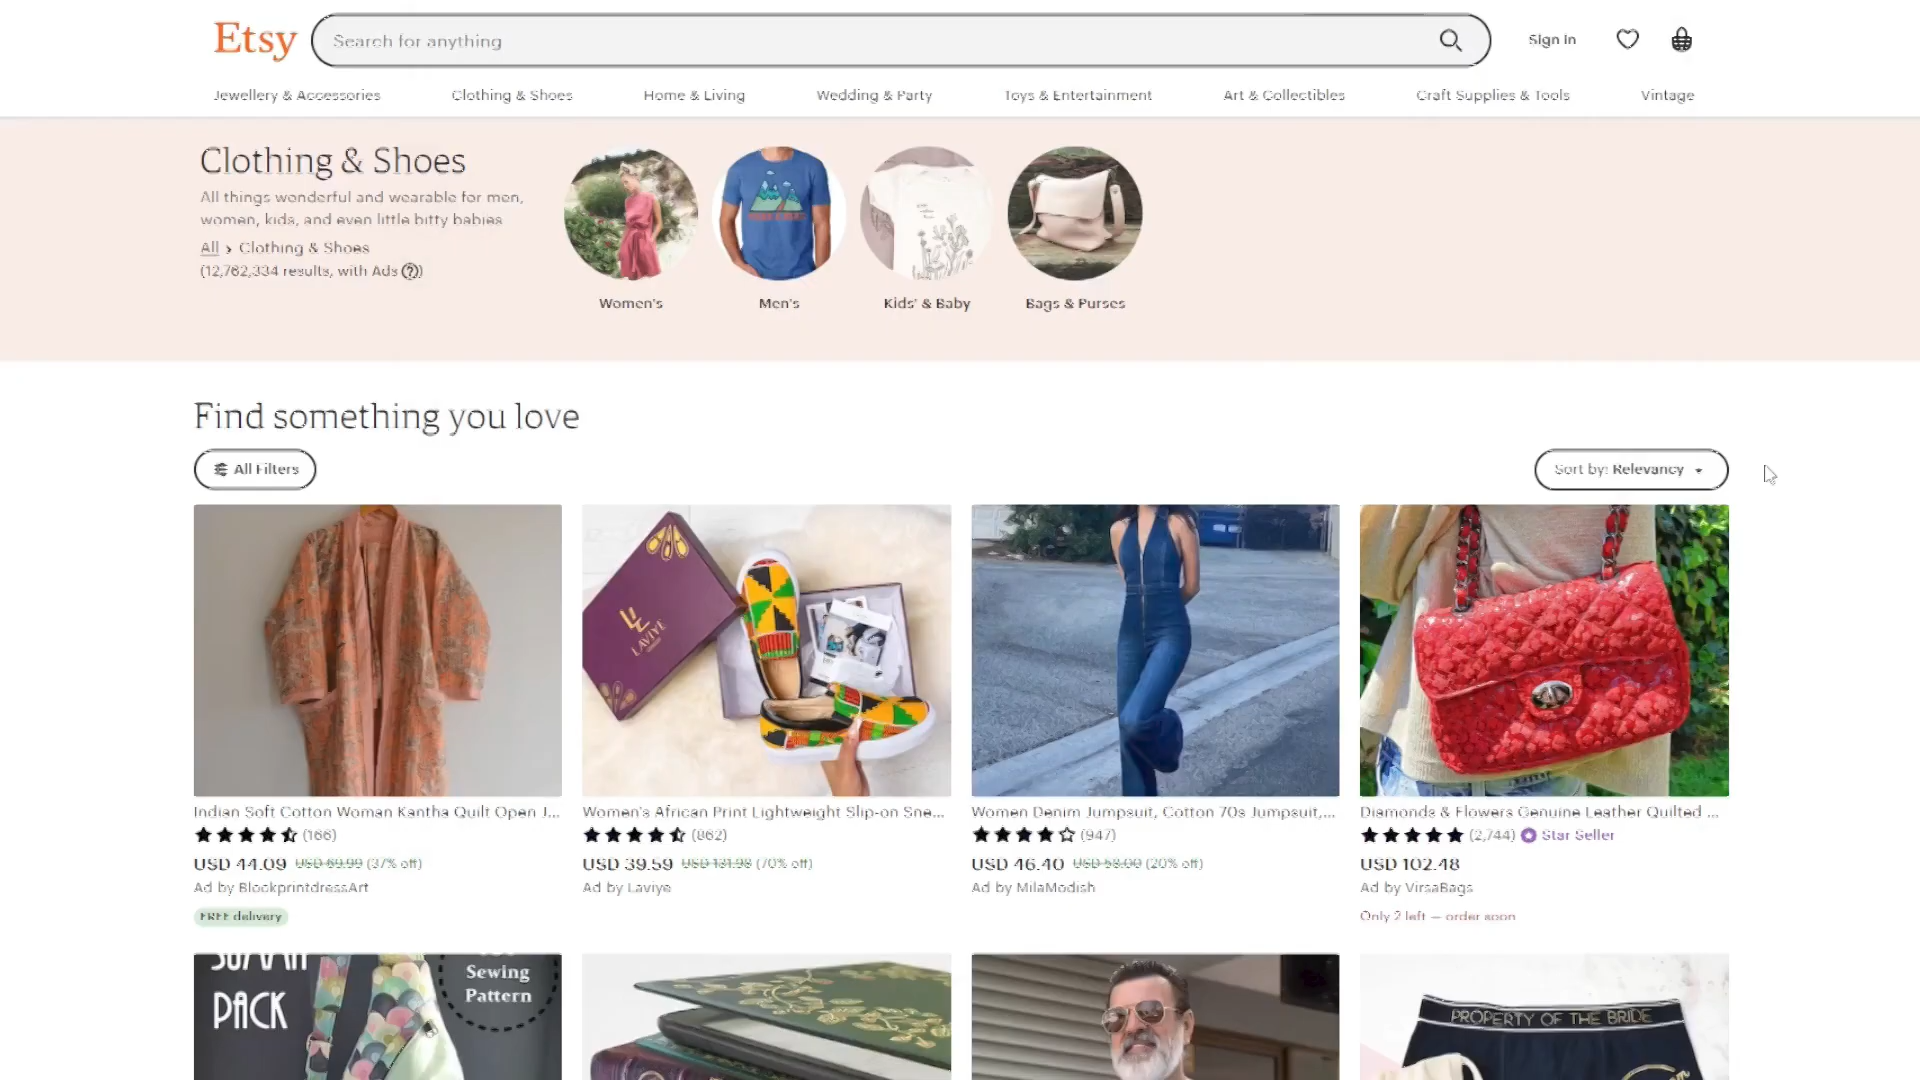 Etsy
Search for anything
Sign in
Jewellery & Accessories Clothing & Shoes Home & Living Wedding & Party Toys & Entertainment Art & Collectibles Craft Supplies & Tools Vintage
Clothing & Shoes
All things wonderful and wearable for men,
women, kids, and even little bitty babies
All › Clothing & Shoes
(12,762,334 results, with Ads ?)
Women's Men's Kids' & Baby Bags & Purses
Find something you love
All Filters
Sort by: Relevancy
LAVIYE
Indian Soft Cotton Woman Kantha Quilt Open J...
(166)
USD 44.09 USD 69.99 (37% off)
Ad by BlockprintdressArt
FREE delivery
Women's African Print Lightweight Slip-on Sne...
(862)
USD 39.59 USD 131.98 (70% off)
Ad by Laviye
Women Denim Jumpsuit, Cotton 70s Jumpsuit,...
(947)
USD 46.40 USD 58.00 (20% off)
Ad by MilaModish
Diamonds & Flowers Genuine Leather Quilted ...
(2,744) Star Seller
USD 102.48
Ad by VirsaBags
Only 2 left — order soon
PACK
Sewing
Pattern
PROPERTY OF THE BRIDE